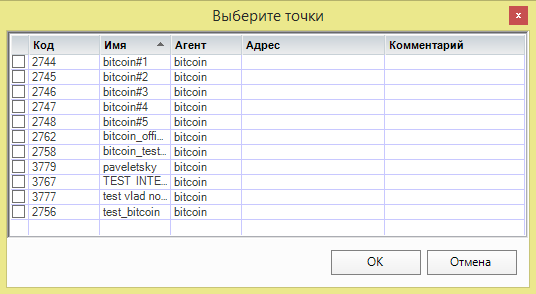 Выберите точки
x
Код Имя Агент Адрес Комментарий
2744 bitcoin#1 bitcoin
2745 bitcoin#2 bitcoin
2746 bitcoin#3 bitcoin
2747 bitcoin#4 bitcoin
2748 bitcoin#5 bitcoin
2762 bitcoin_offi... bitcoin
2758 bitcoin_test... bitcoin
3779 paveletsky bitcoin
3767 TEST INTE... bitcoin
3777 test vlad no... bitcoin
2756 test_bitcoin bitcoin
OK Отмена